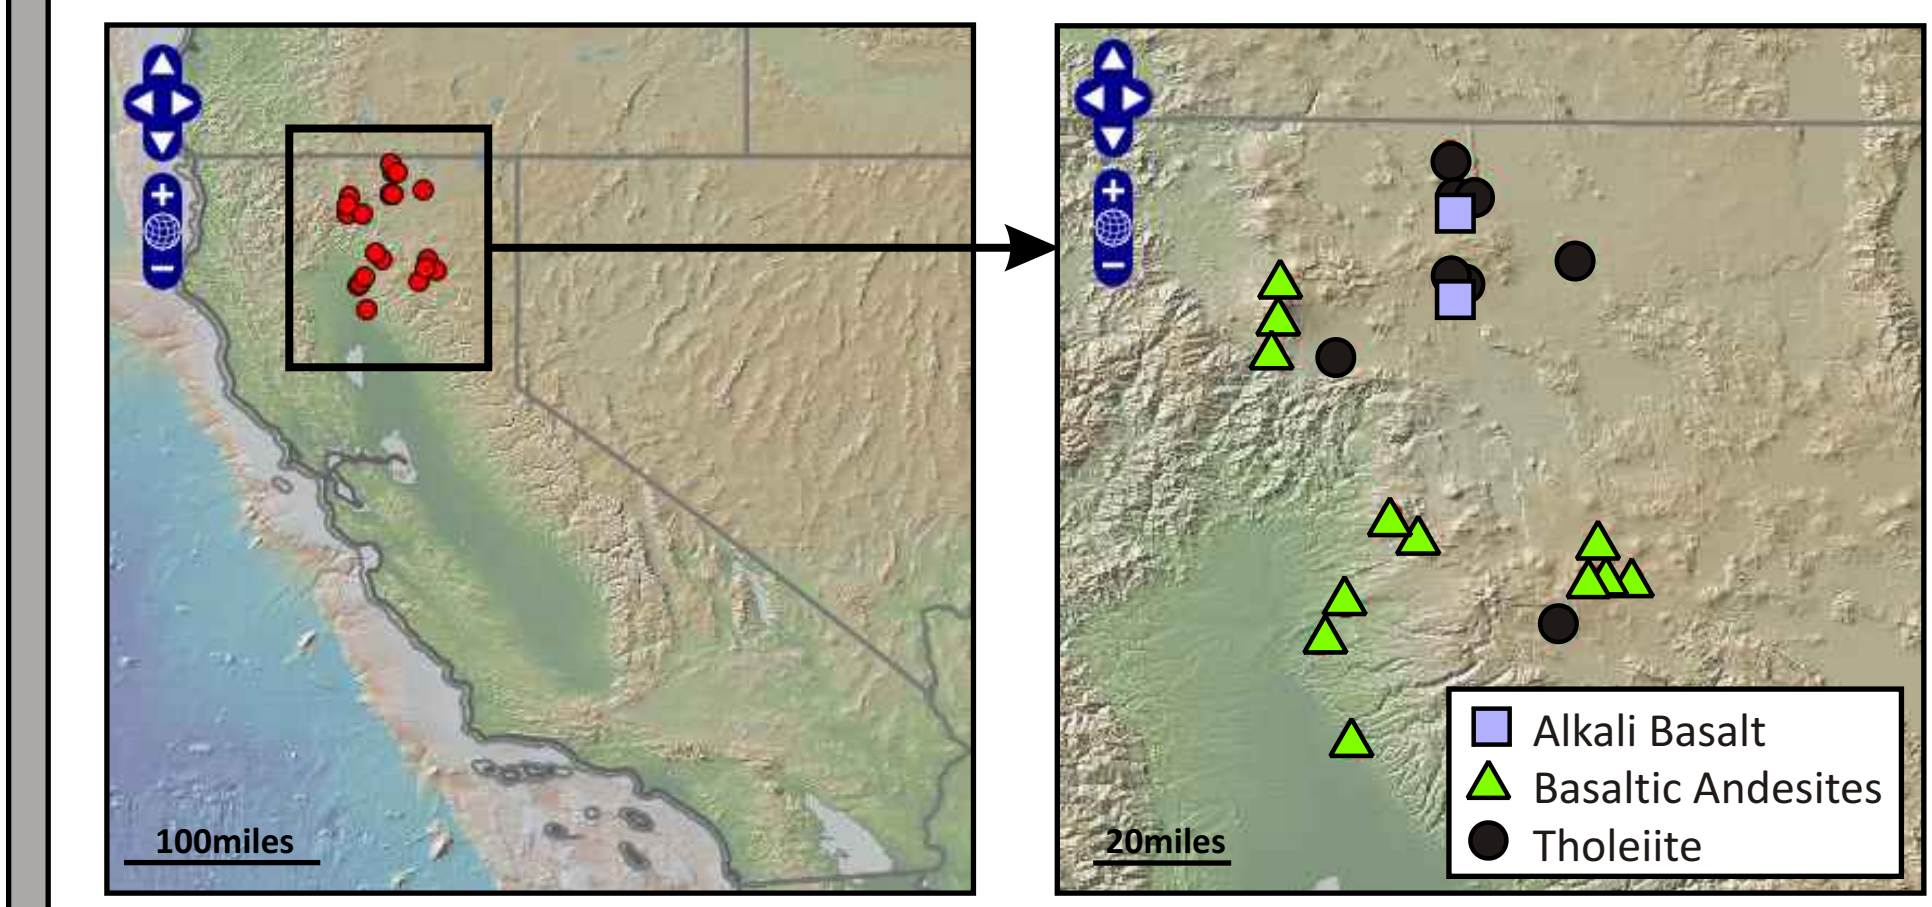 100miles
20miles
Alkali Basalt
Basaltic Andesites
Tholeiite